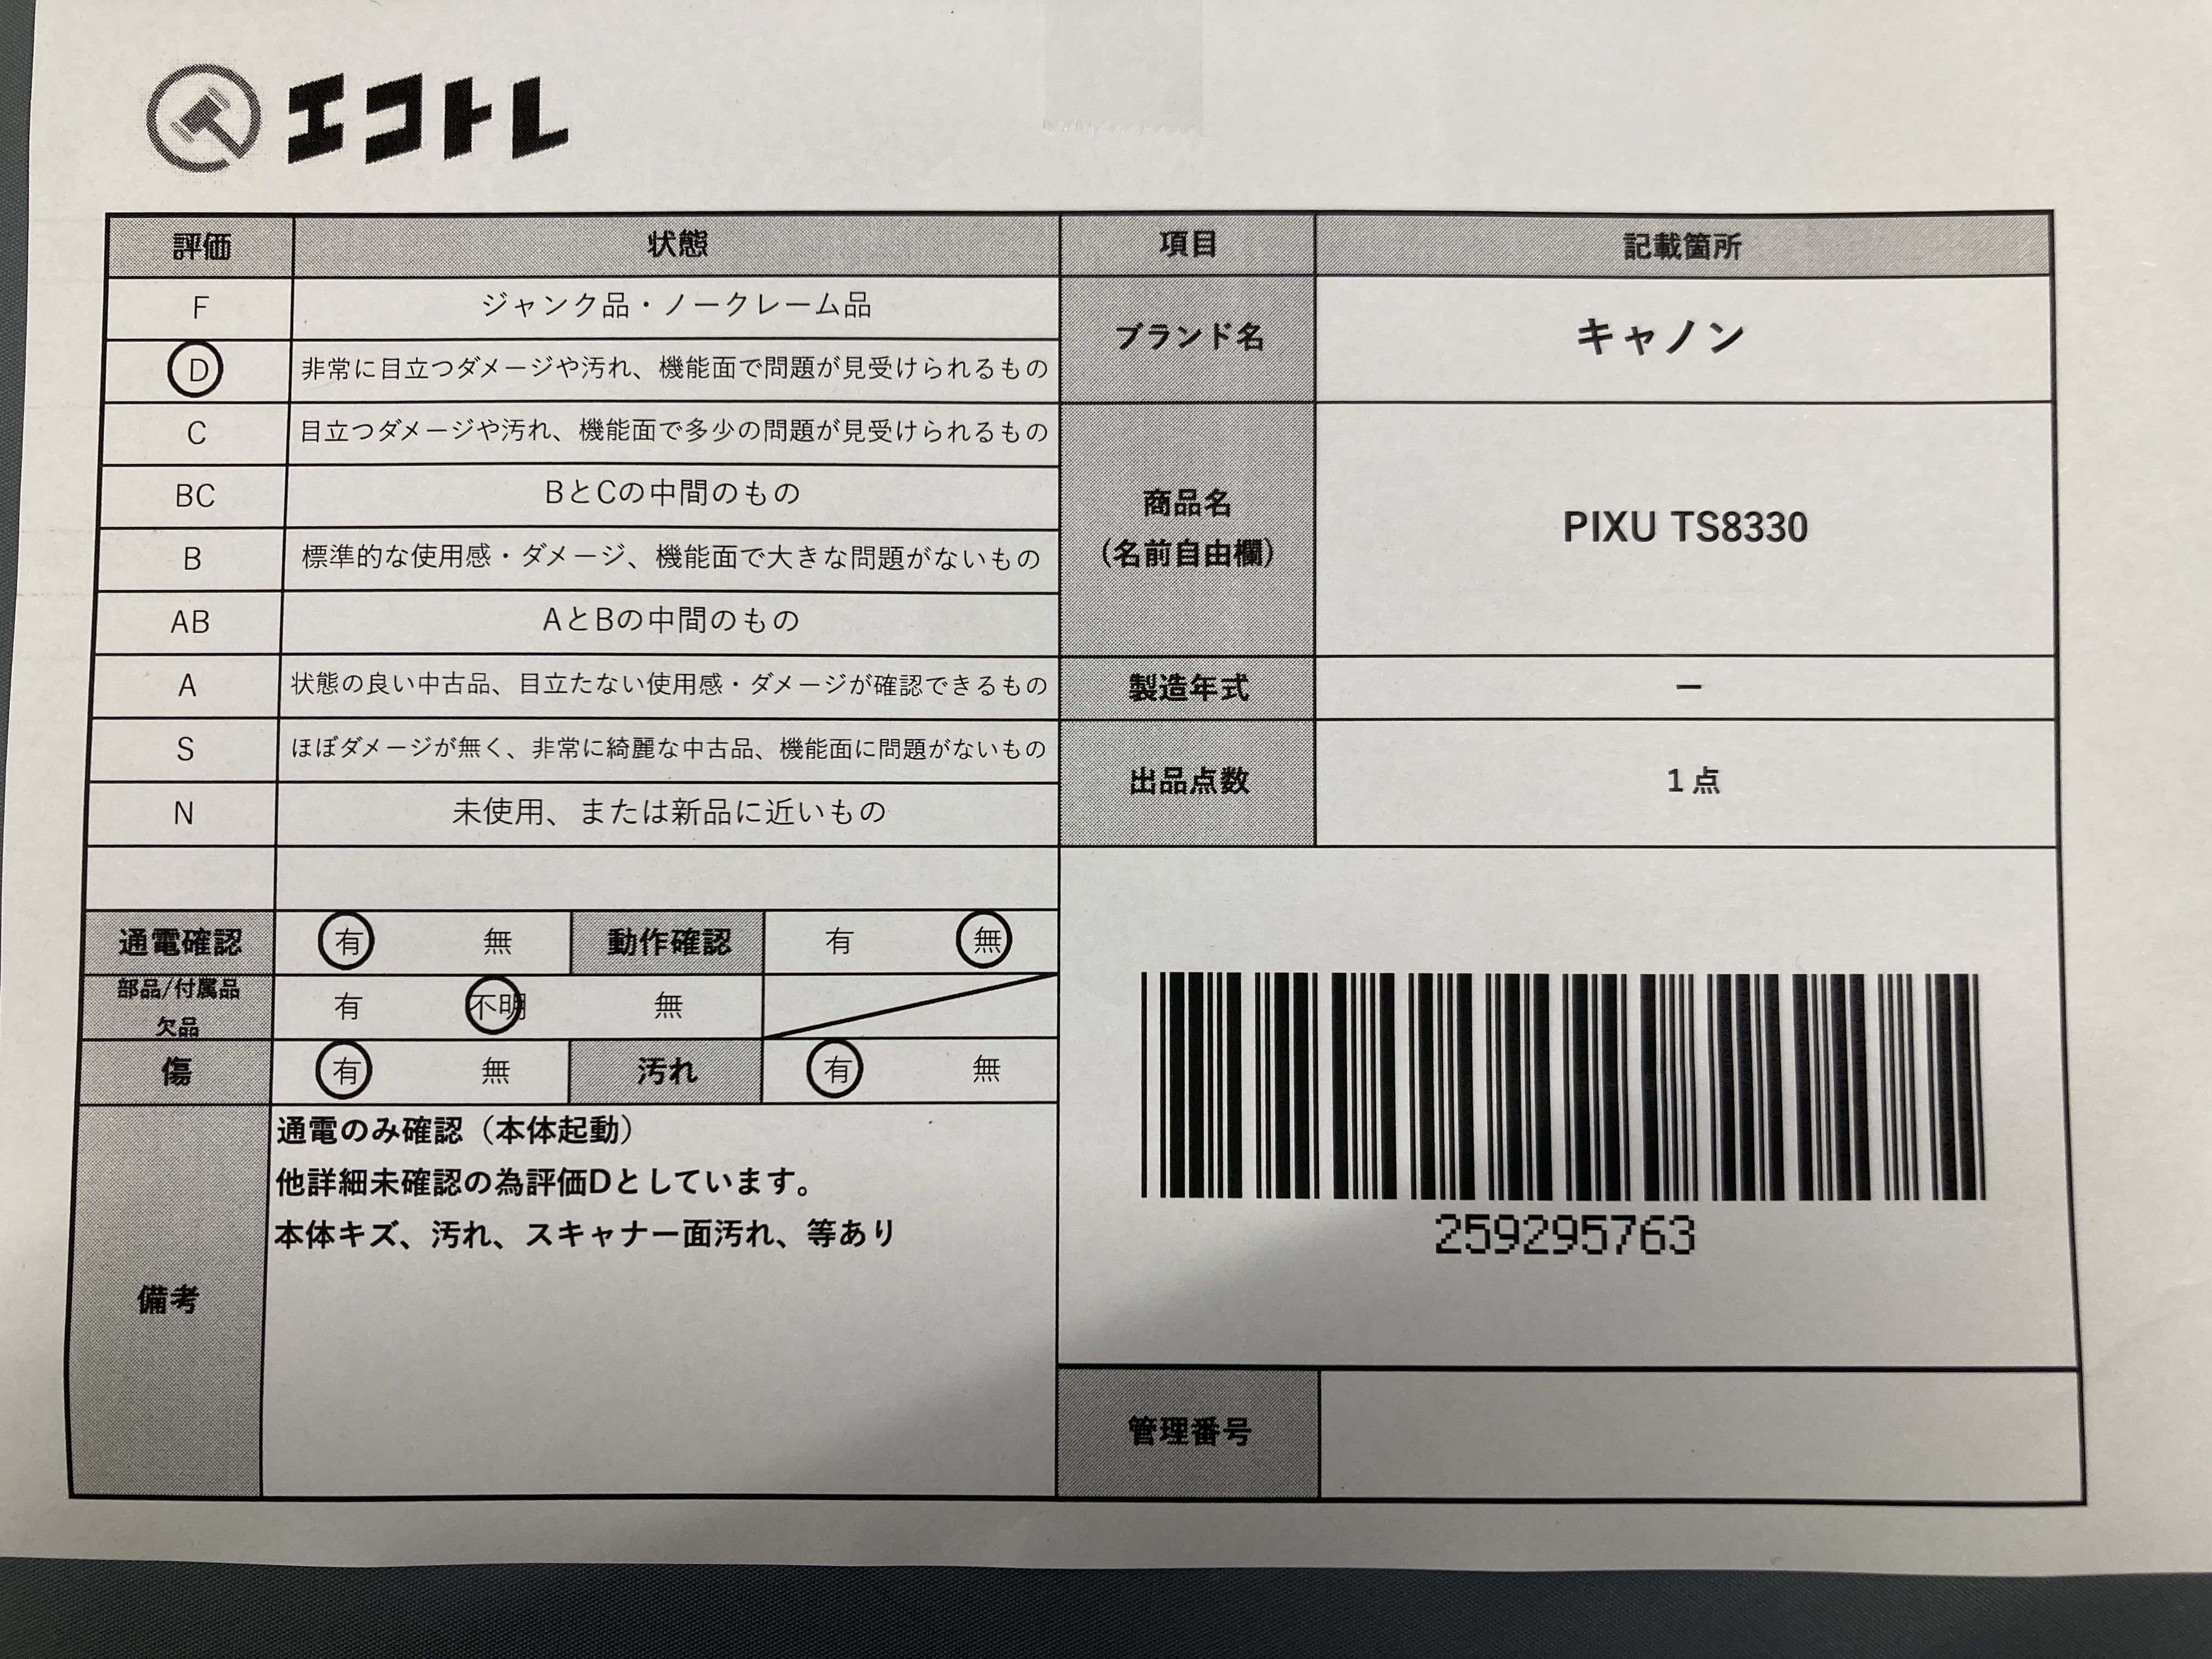 エコトレ
評価 状態 項目 記載箇所
F ジャンク品・ノークレーム品
D 非常に目立つダメージや汚れ、機能面で問題が見受けられるもの
C 目立つダメージや汚れ、機能面で多少の問題が見受けられるもの
BC BとCの中間のもの
B 標準的な使用感・ダメージ、機能面で大きな問題がないもの
AB AとBの中間のもの
A 状態の良い中古品、目立たない使用感・ダメージが確認できるもの
S ほぼダメージが無く、非常に綺麗な中古品、機能面に問題がないもの
N 未使用、または新品に近いもの
ブランド名 キャノン
商品名
（名前自由欄）
PIXU TS8330
製造年式 ー
出品点数 1点
通電確認 有 無 動作確認 有 無
部品/付属品
欠品
有 不明 無
傷 有 無 汚れ 有 無
備考
通電のみ確認（本体起動）
他詳細未確認の為評価Dとしています。
本体キズ、汚れ、スキャナー面汚れ、等あり
259295763
管理番号